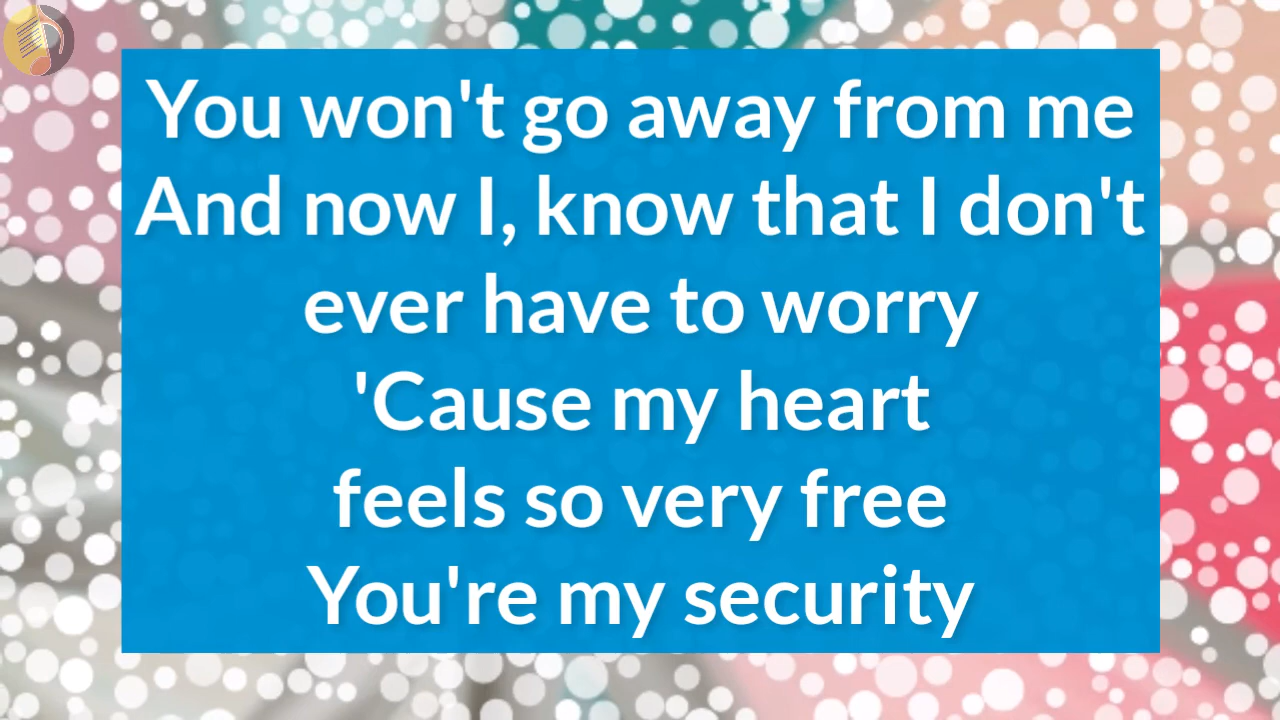 You won't go away from me
And now I, know that I don't
ever have to worry
'Cause my heart
feels so very free
You're my security